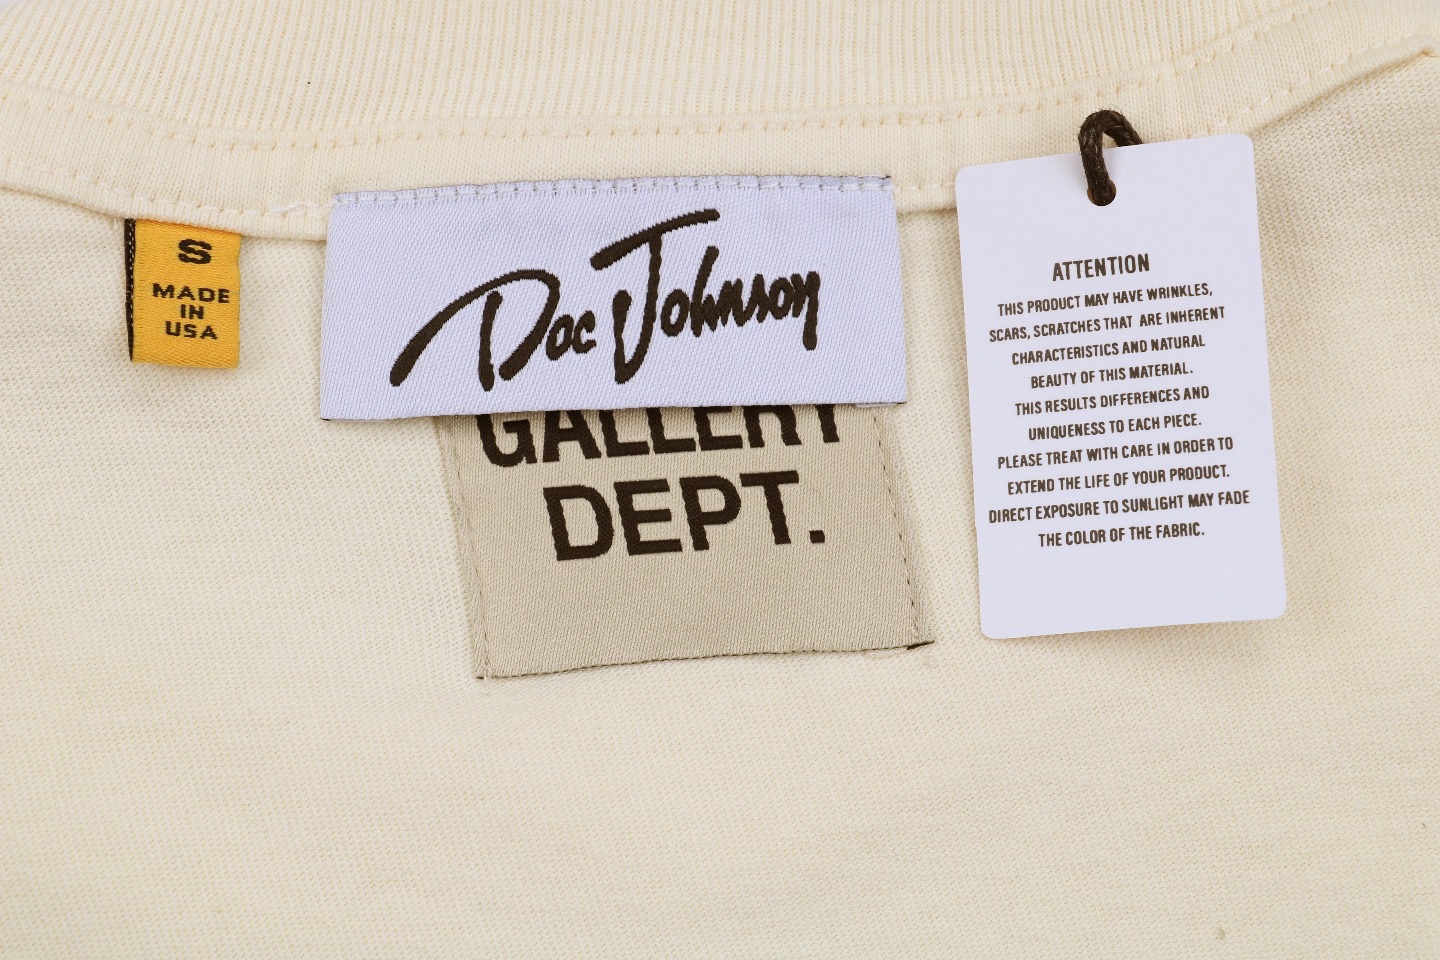 S
MADE
IN
USA
Doc Johnson
GALLERY
DEPT.
ATTENTION
THIS PRODUCT MAY HAVE WRINKLES,
SCARS, SCRATCHES THAT ARE INHERENT
CHARACTERISTICS AND NATURAL
BEAUTY OF THIS MATERIAL.
THIS RESULTS DIFFERENCES AND
UNIQUENESS TO EACH PIECE.
PLEASE TREAT WITH CARE IN ORDER TO
EXTEND THE LIFE OF YOUR PRODUCT.
DIRECT EXPOSURE TO SUNLIGHT MAY FADE
THE COLOR OF THE FABRIC.